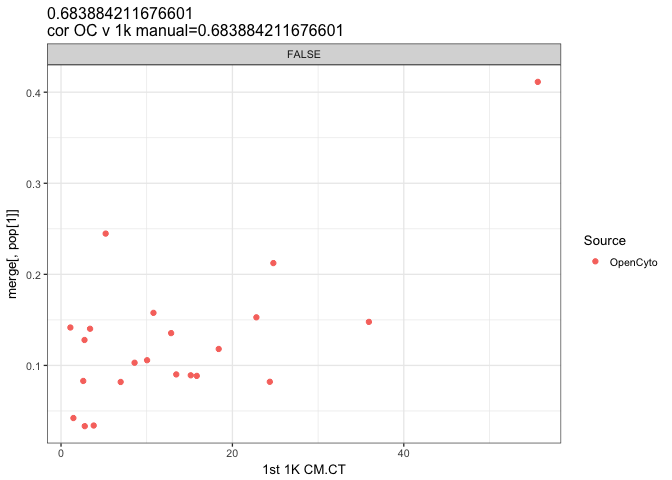 0.683884211676601
cor OC v 1k manual=0.683884211676601
FALSE
0.4
0.3
0.2
0.1
merge[, pop[1]]
0
20
40
1st 1K CM.CT
Source
OpenCyto